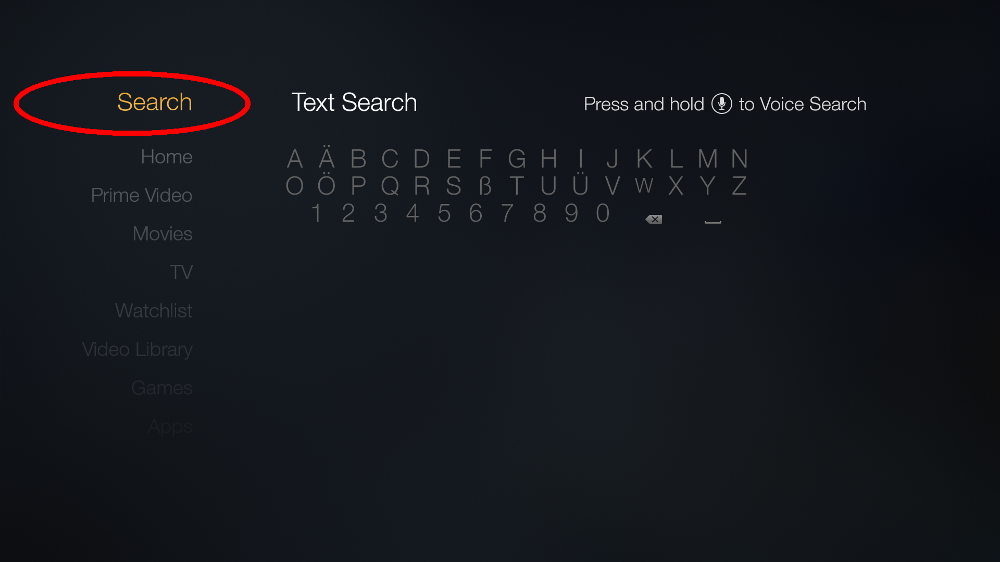 Search
Text Search
Press and hold to Voice Search
Home
Prime Video
Movies
TV
Watchlist
Video Library
Games
Apps
A Ä B C D E F G H I J K L M N
O Ö P Q R S ß T U Ü V W X Y Z
1 2 3 4 5 6 7 8 9 0